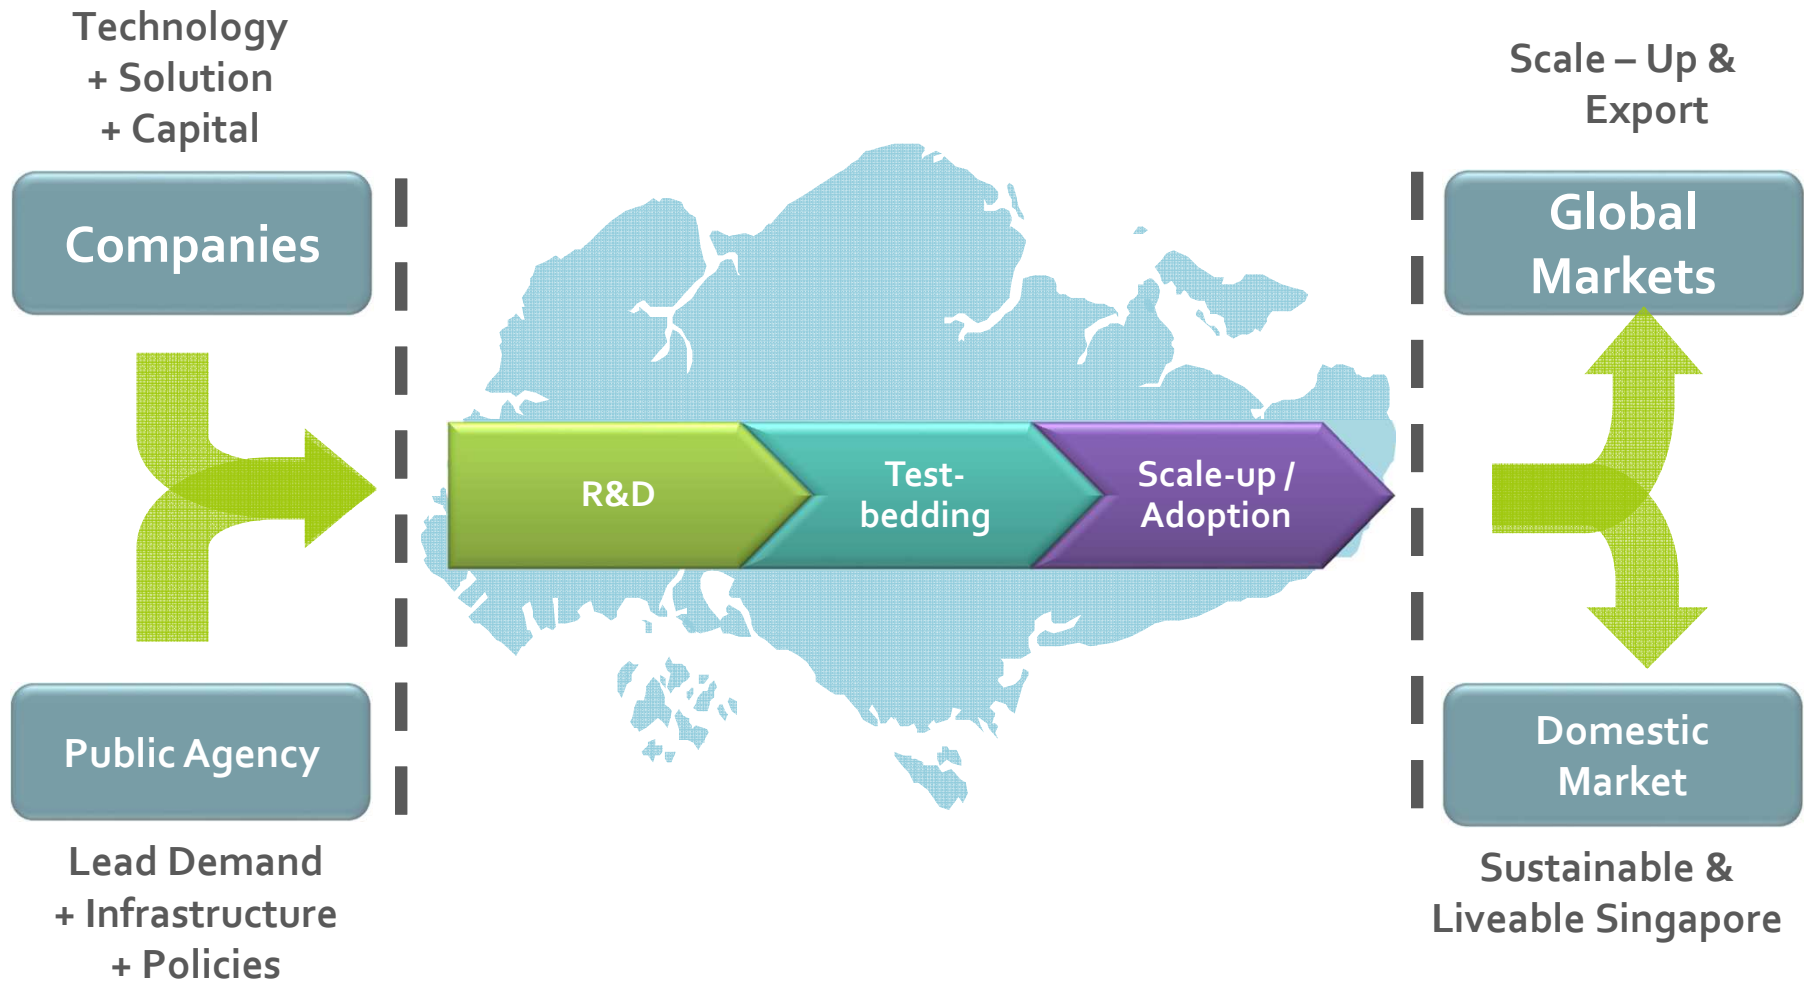 Technology
+ Solution
+ Capital
Companies
Public Agency
Lead Demand
+ Infrastructure
+ Policies
R&D
Test-
bedding
Scale-up /
Adoption
Scale – Up &
Export
Global
Markets
Domestic
Market
Sustainable &
Liveable Singapore